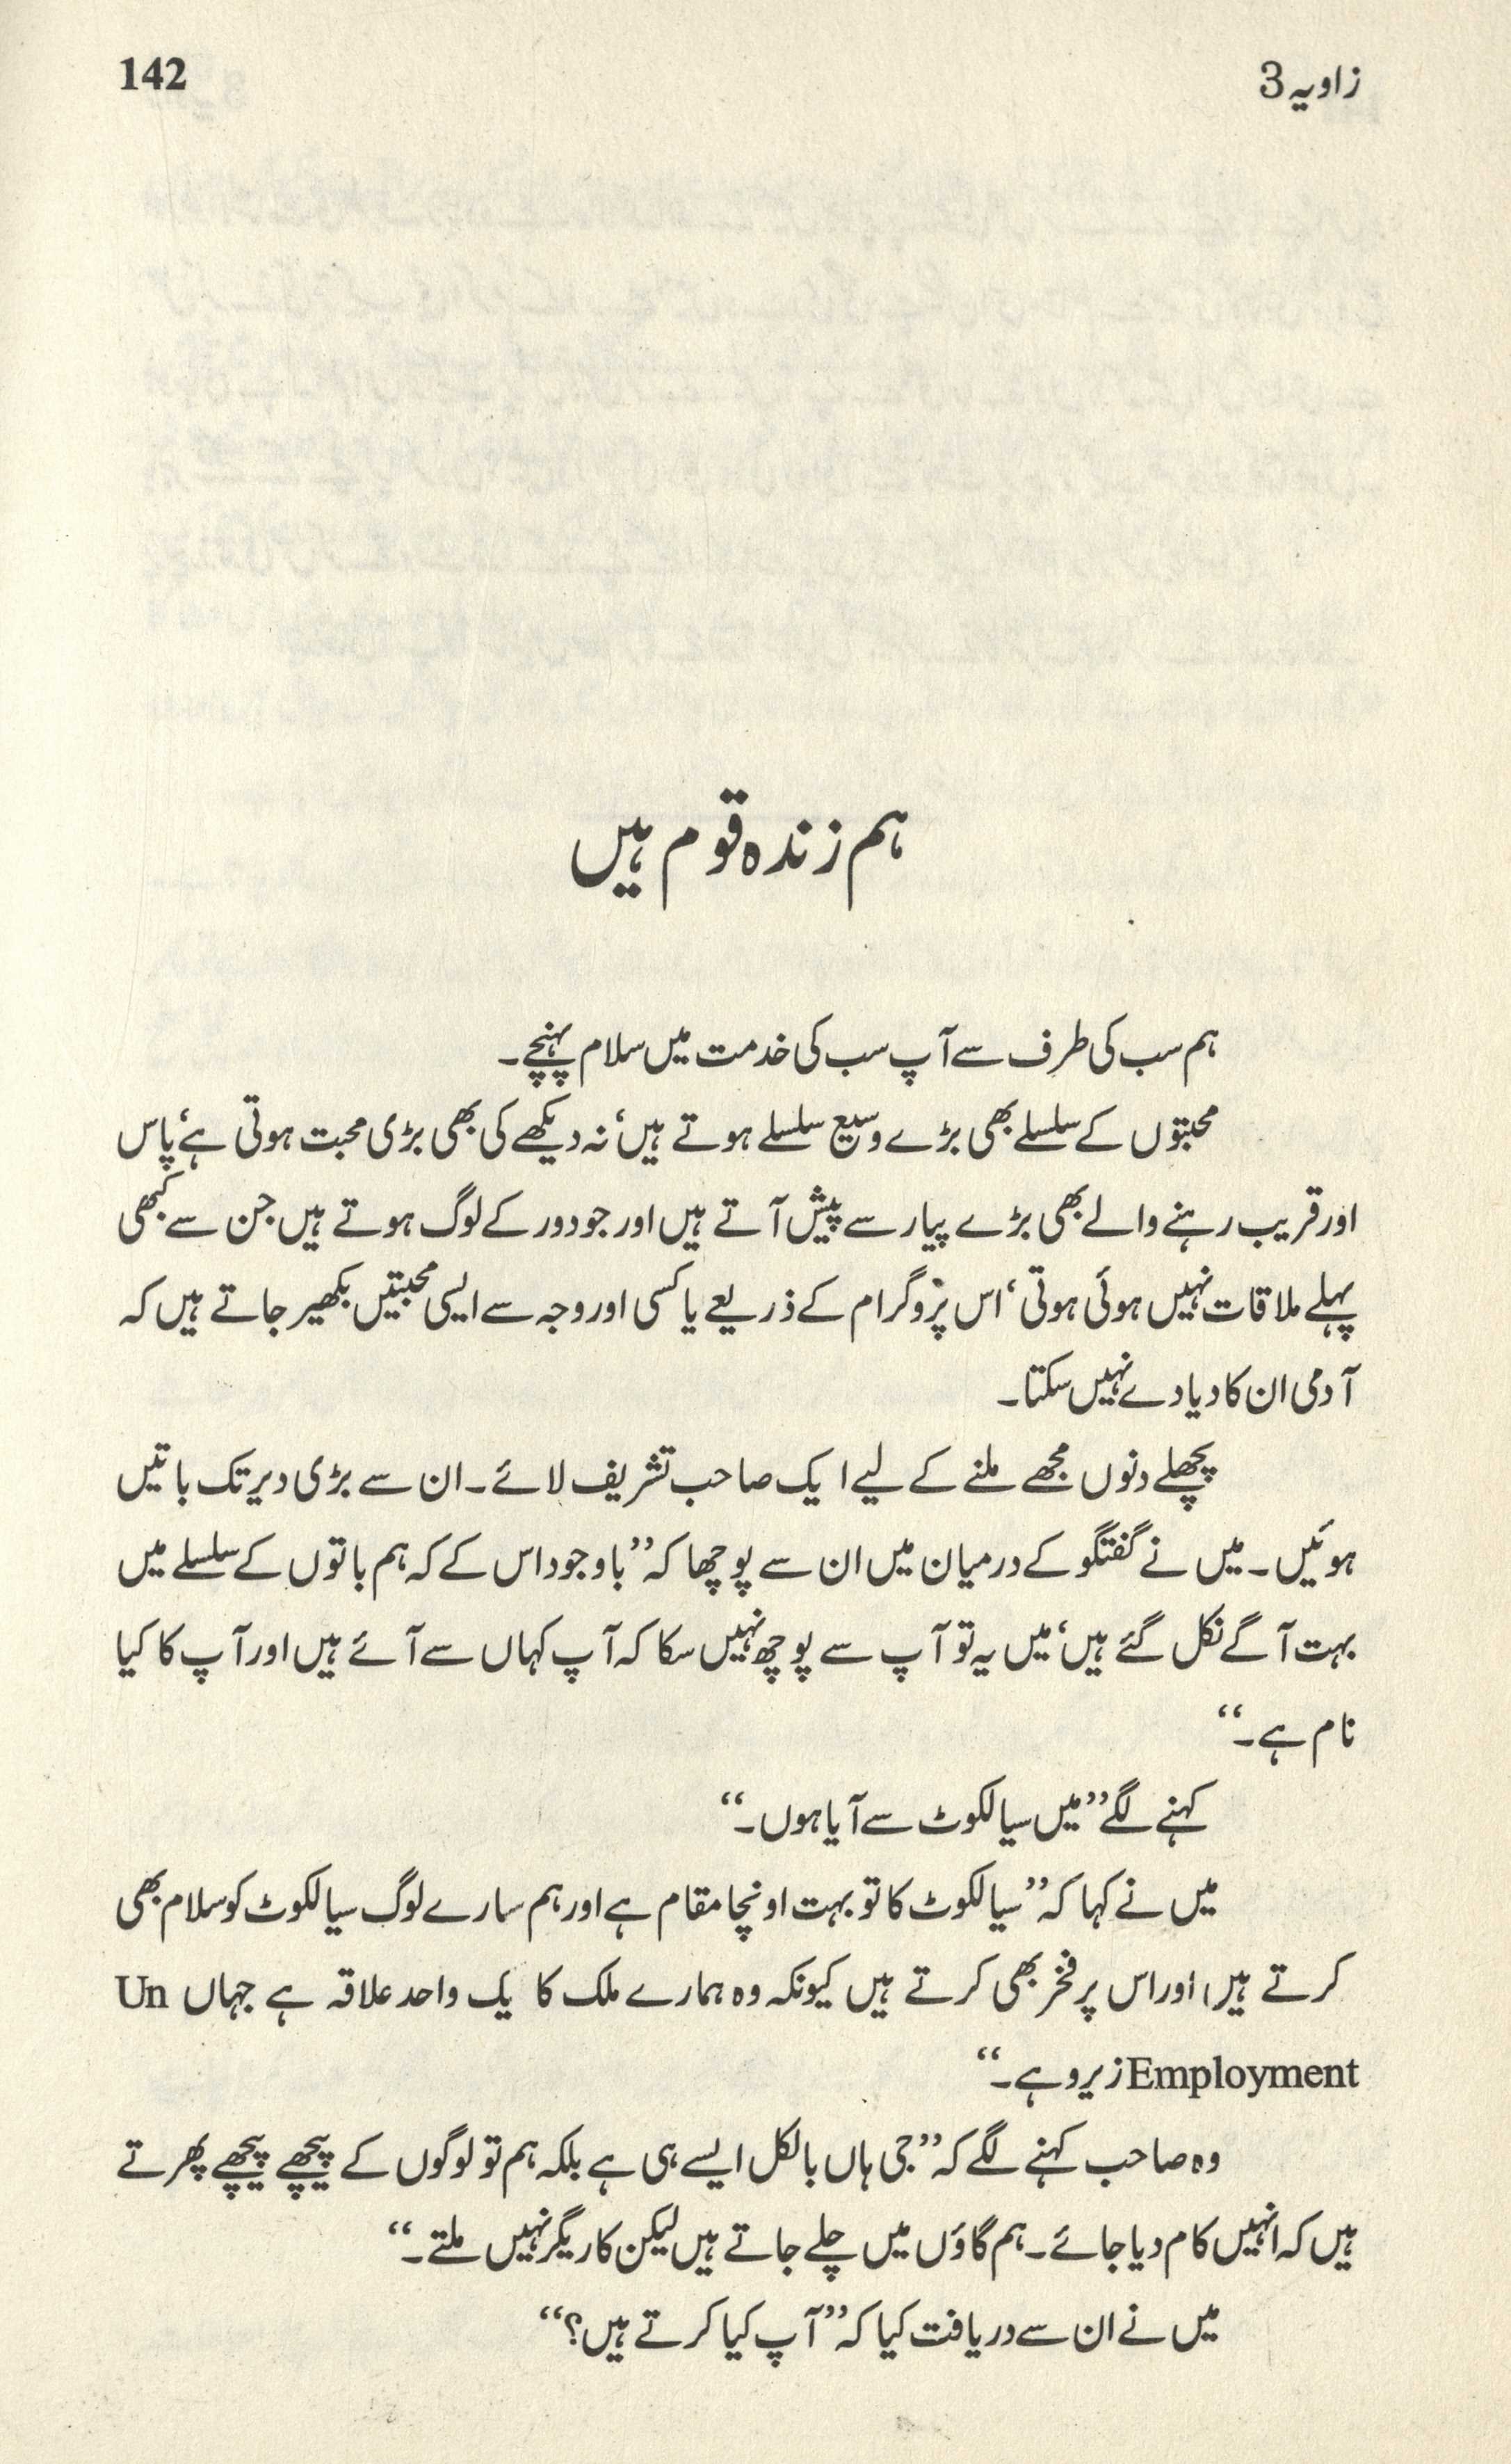 زاویہ 3
142
ہم زندہ قوم ہیں
ہم سب کی طرف سے آپ سب کی خدمت میں سلام پہنچے۔
محبتوں کے سلسلے بھی بڑے وسیع سلسلے ہوتے ہیں، نہ دیکھے کی بھی بڑی محبت ہوتی ہے، پاس
اور قریب رہنے والے بھی بڑے پیار سے پیش آتے ہیں اور جو دور کے لوگ ہوتے ہیں جن سے کبھی
پہلے ملاقات نہیں ہوئی ہوتی، اس پروگرام کے ذریعے یا کسی اور وجہ سے ایسی محبتیں بکھیر جاتے ہیں کہ
آدمی ان کا دیا دے نہیں سکتا۔
پچھلے دنوں مجھے ملنے کے لیے ایک صاحب تشریف لائے۔ ان سے بڑی دیر تک باتیں
ہوئیں۔ میں نے گفتگو کے درمیان میں ان سے پوچھا کہ ’’باوجود اس کے کہ ہم باتوں کے سلسلے میں
بہت آگے نکل گئے ہیں، میں یہ تو آپ سے پوچھ نہیں سکا کہ آپ کہاں سے آئے ہیں اور آپ کا کیا
نام ہے۔‘‘
کہنے لگے ’’میں سیالکوٹ سے آیا ہوں۔‘‘
میں نے کہا کہ ’’سیالکوٹ کا تو بہت اونچا مقام ہے اور ہم سارے لوگ سیالکوٹ کو سلام بھی
کرتے ہیں اور اس پر فخر بھی کرتے ہیں کیونکہ وہ ہمارے ملک کا یک واحد علاقہ ہے جہاں Un
Employment زیرو ہے۔‘‘
وہ صاحب کہنے لگے کہ ’’جی ہاں بالکل ایسے ہی ہے بلکہ ہم تو لوگوں کے پیچھے پیچھے پھرتے
ہیں کہ انہیں کام دیا جائے۔ ہم گاؤں میں چلے جاتے ہیں لیکن کاریگر نہیں ملتے۔‘‘
میں نے ان سے دریافت کیا کہ ’’آپ کیا کرتے ہیں؟‘‘